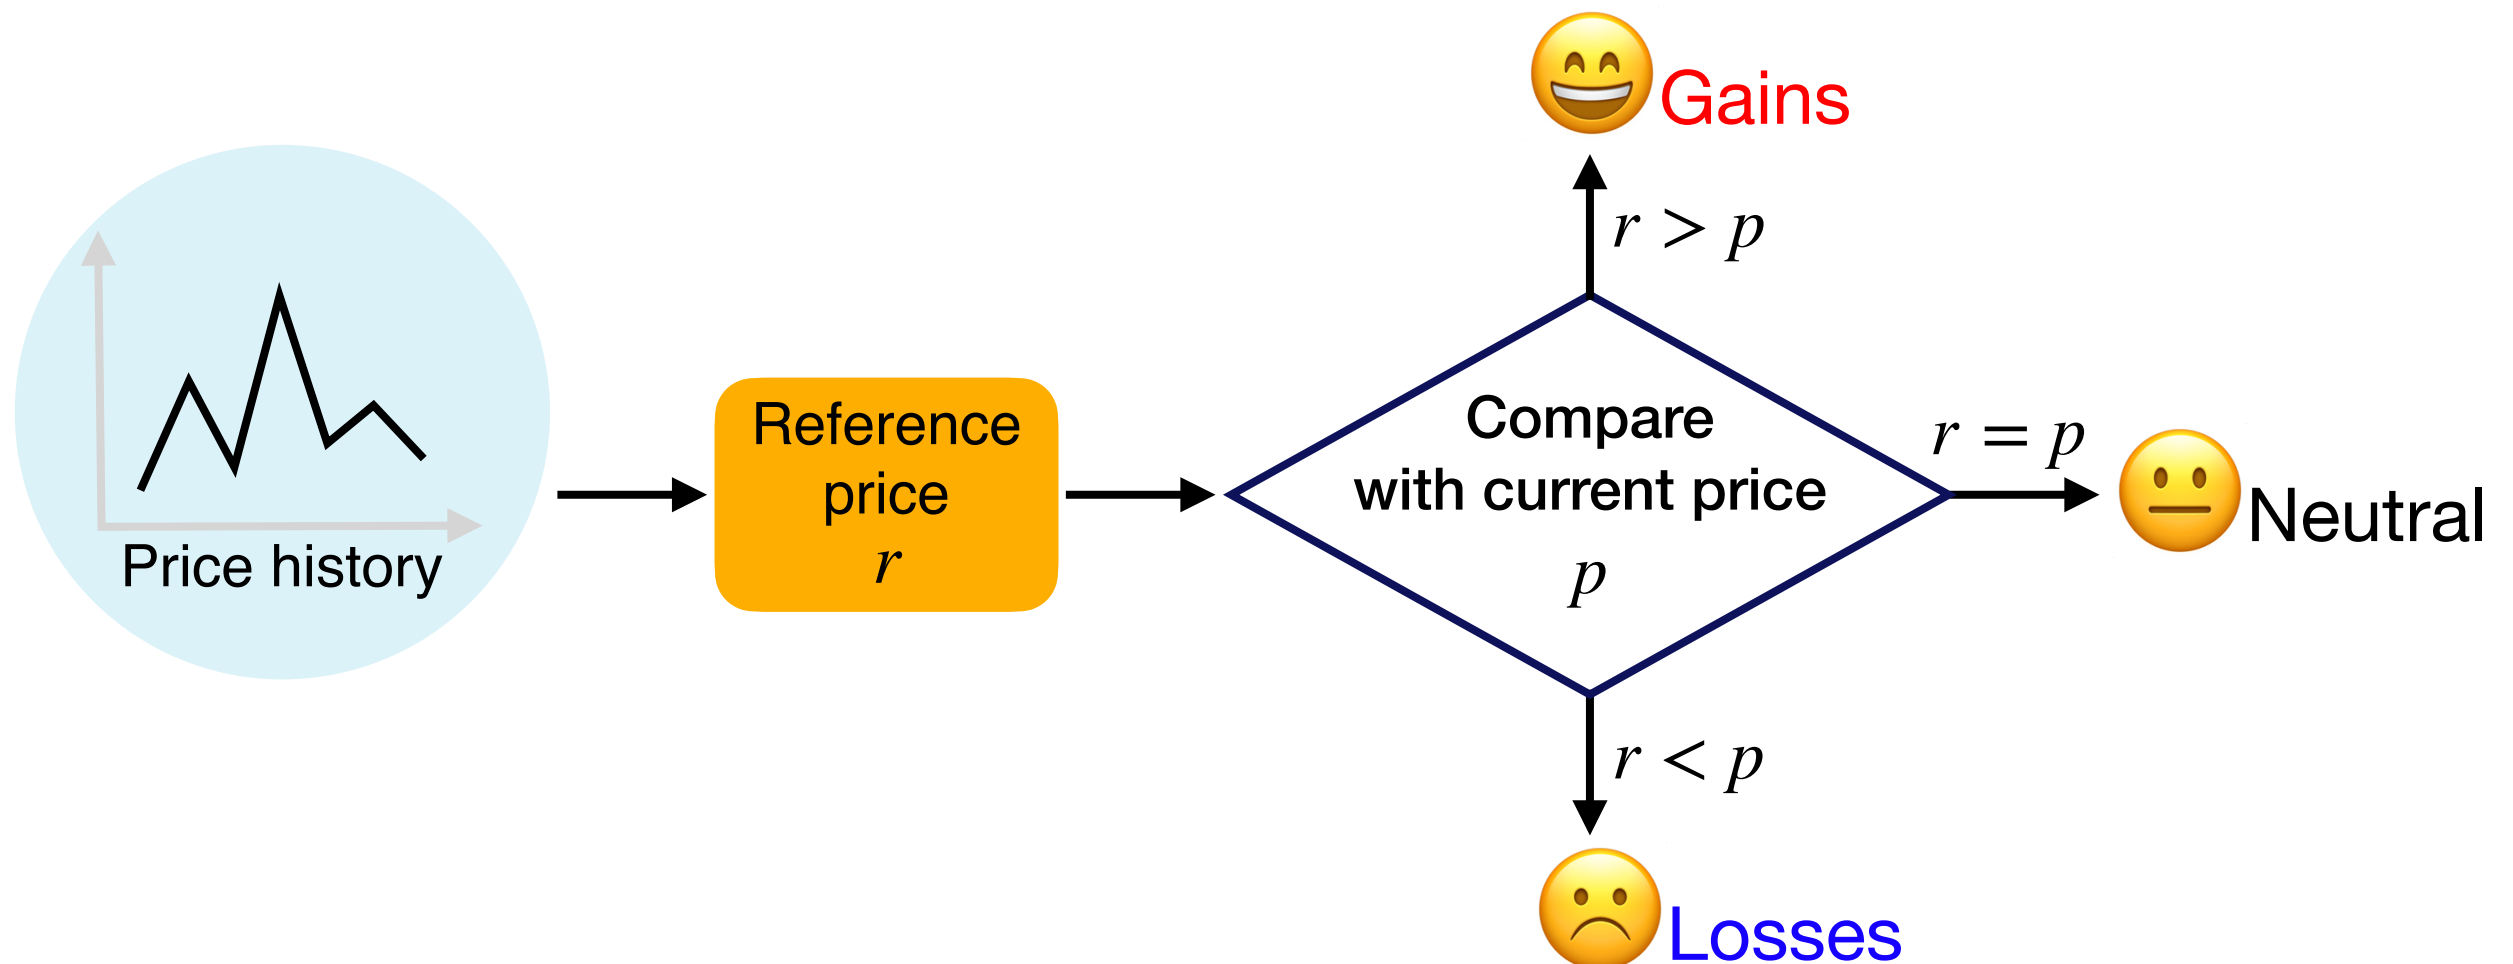 Price history
Reference
price
r
Compare
with current price
p
r > p
Gains
r = p
Neutral
r < p
Losses